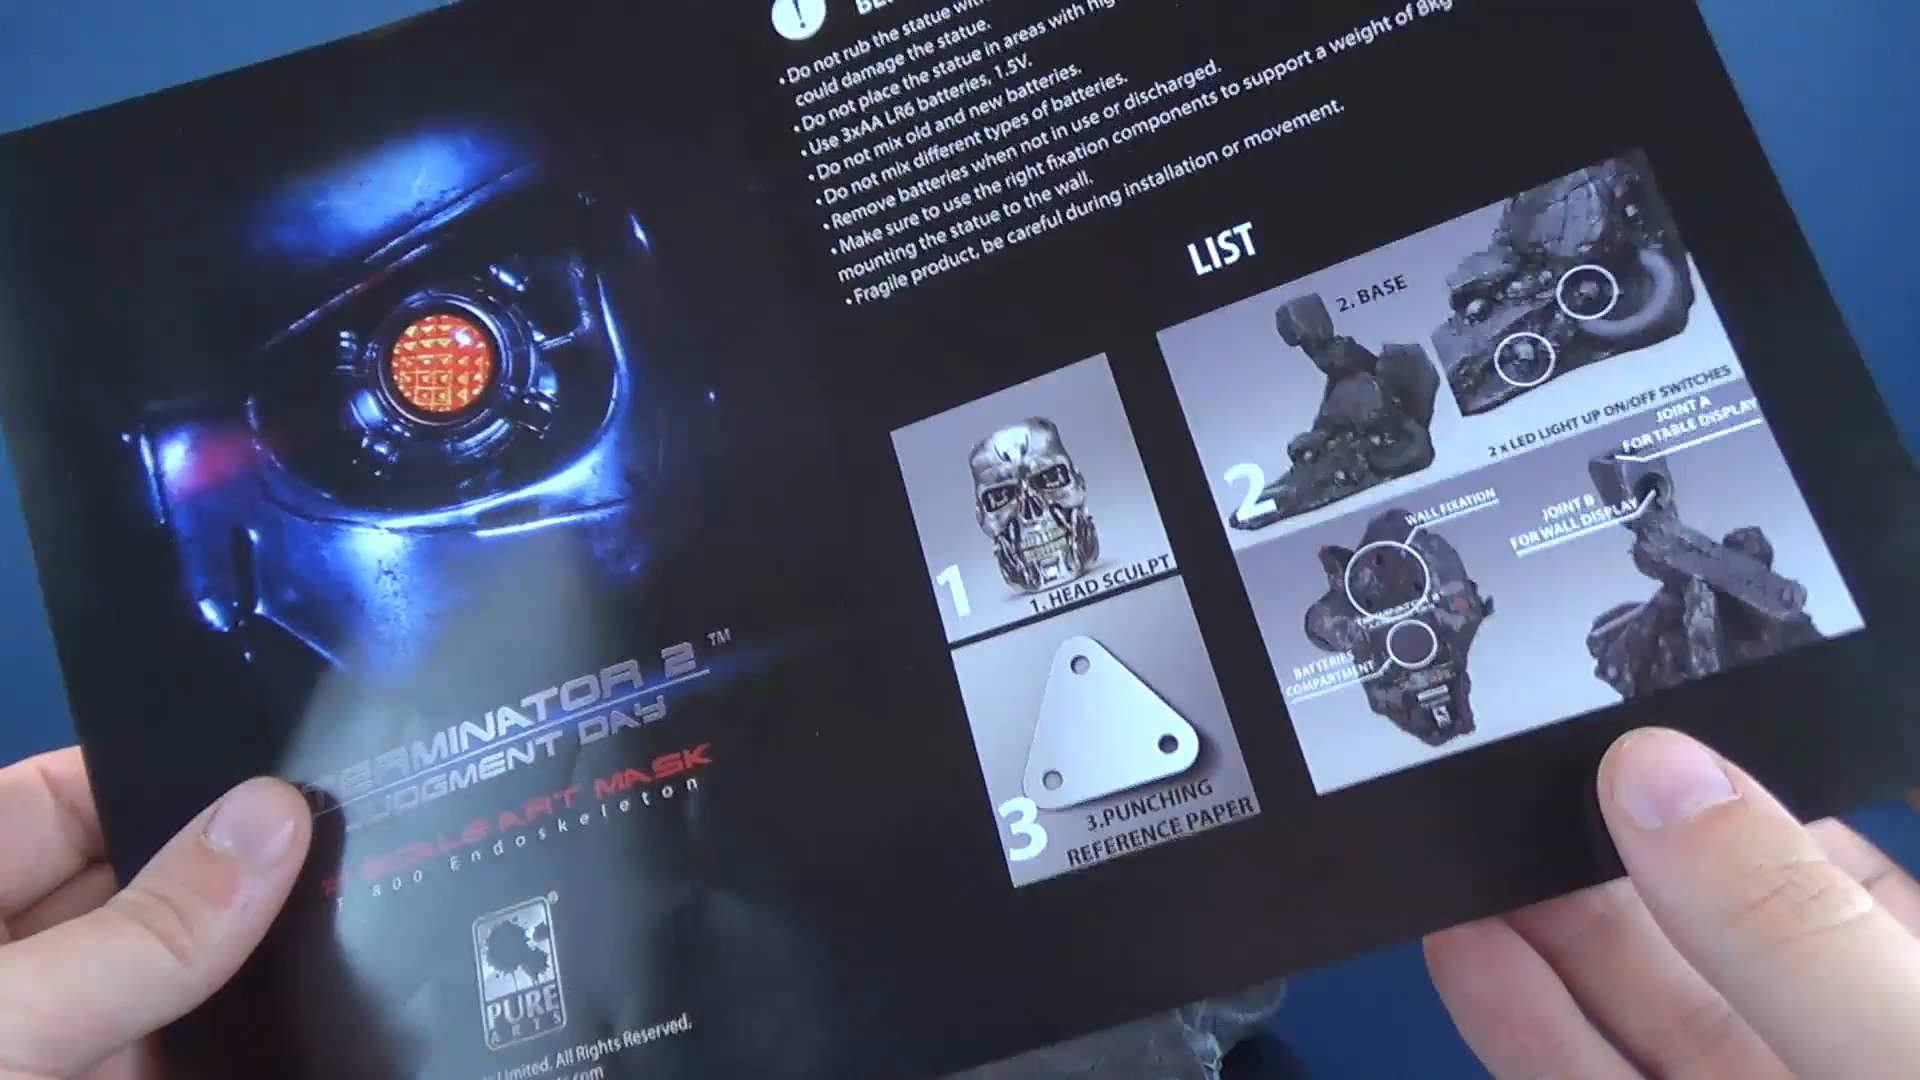 !
• Do not rub the statue
could damage the statue.
• Do not place the statue in areas with
• Use 3xAA LR6 batteries, 1.5V.
• Do not mix old and new batteries.
• Do not mix different types of batteries.
• Remove batteries when not in use or discharged.
• Make sure to use the right fixation components to support a weight of 8kg
mounting the statue to the wall.
• Fragile product, be careful during installation or movement.
LIST
1
1. HEAD SCULPT
2
2. BASE
2 x LED LIGHT UP ON/OFF SWITCHES
JOINT A
FOR TABLE DISPLAY
WALL FIXATION
JOINT B
FOR WALL DISPLAY
BATTERIES
COMPARTMENT
3
3.PUNCHING
REFERENCE PAPER
TERMINATOR 2 ™
JUDGMENT DAY
SCALE ART MASK
800 Endoskeleton
PURE
ARTS
®
Limited. All Rights Reserved.
.com